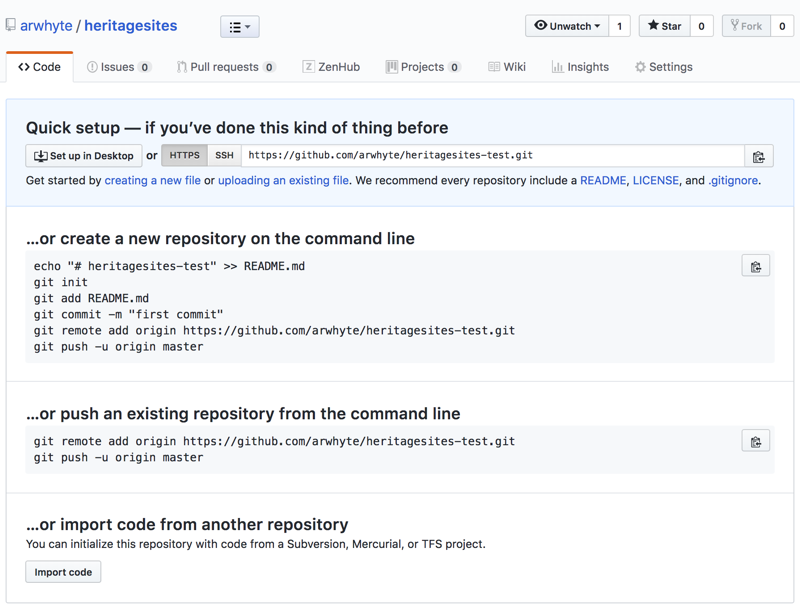 arwhyte / heritagesites
Unwatch 1 Star 0 Fork 0
Code Issues 0 Pull requests 0 ZenHub Projects 0 Wiki Insights Settings
Quick setup — if you’ve done this kind of thing before
Set up in Desktop or HTTPS SSH https://github.com/arwhyte/heritagesites-test.git
Get started by creating a new file or uploading an existing file. We recommend every repository include a README, LICENSE, and .gitignore.
…or create a new repository on the command line
echo "# heritagesites-test" >> README.md
git init
git add README.md
git commit -m "first commit"
git remote add origin https://github.com/arwhyte/heritagesites-test.git
git push -u origin master
…or push an existing repository from the command line
git remote add origin https://github.com/arwhyte/heritagesites-test.git
git push -u origin master
…or import code from another repository
You can initialize this repository with code from a Subversion, Mercurial, or TFS project.
Import code